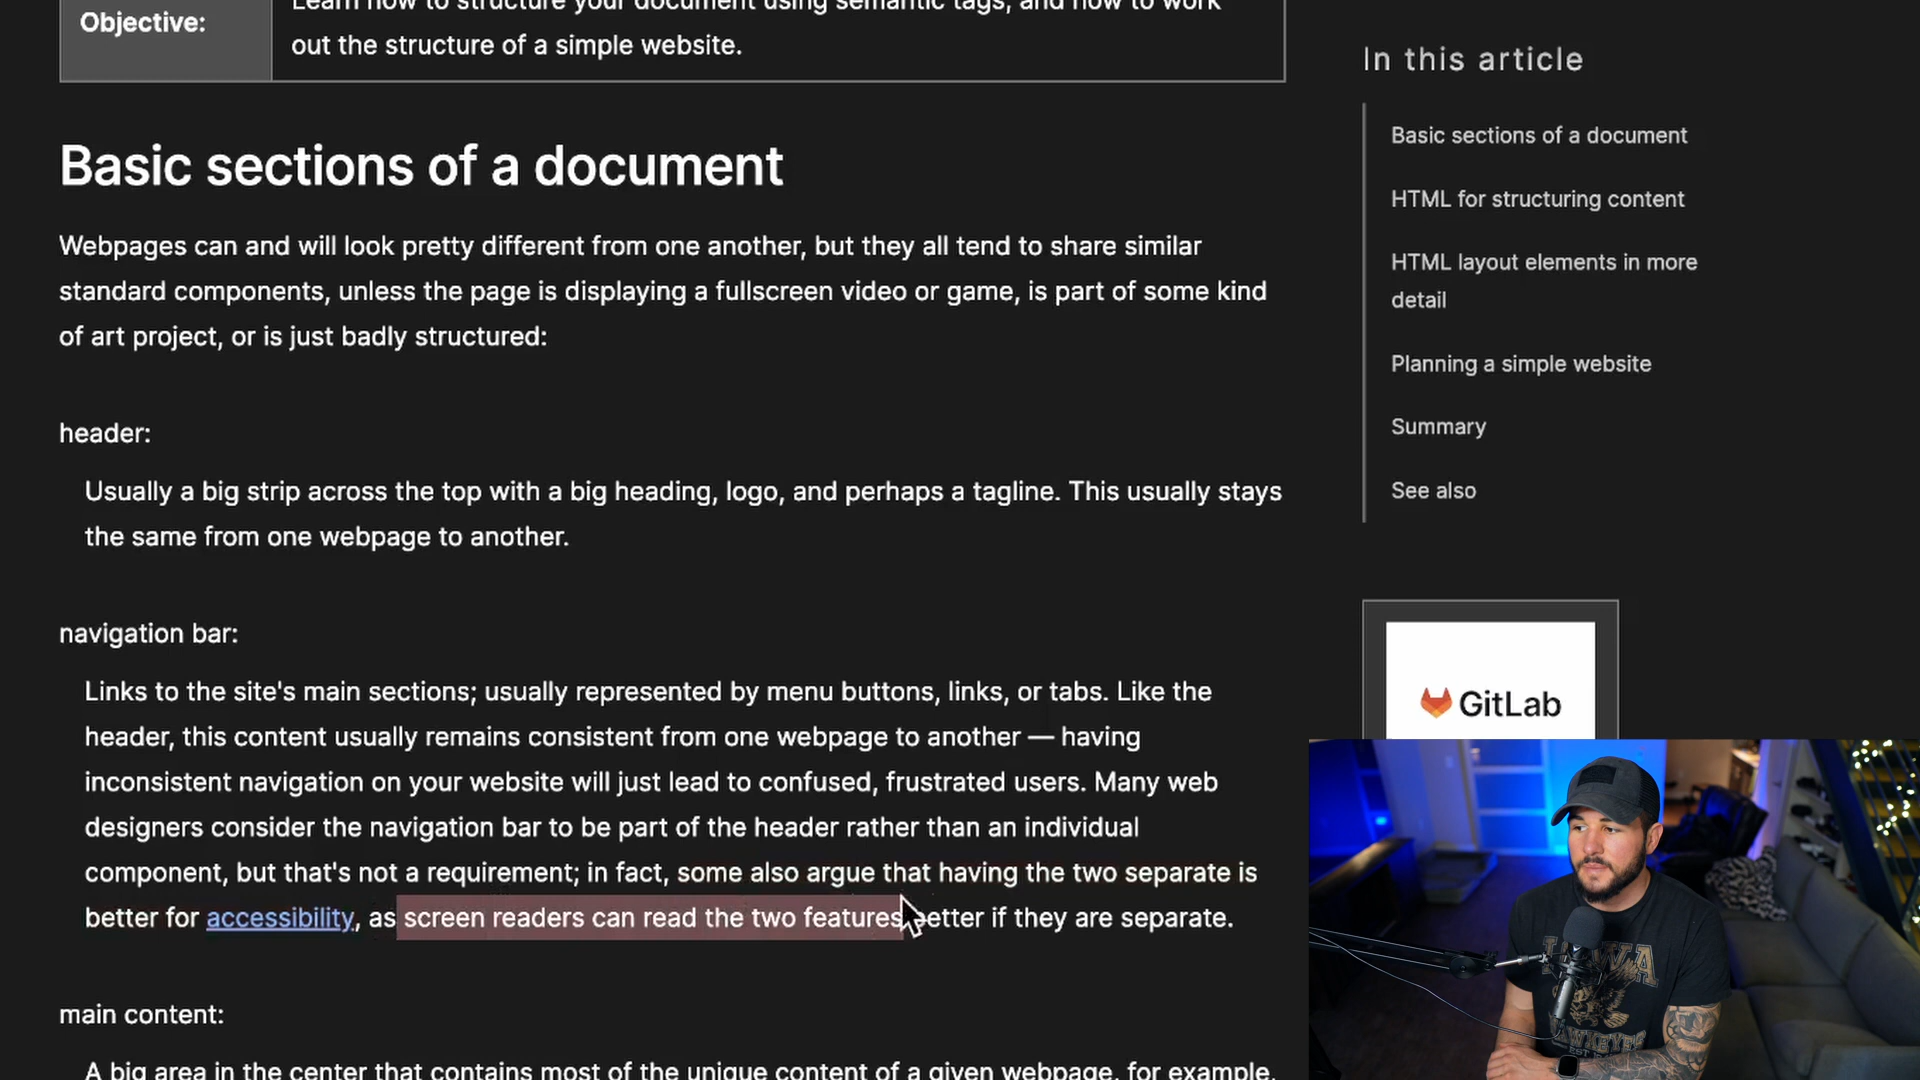 Learn how to structure your document using semantic tags, and how to work
Objective:
out the structure of a simple website.
Basic sections of a document
Webpages can and will look pretty different from one another, but they all tend to share similar
standard components, unless the page is displaying a fullscreen video or game, is part of some kind
of art project, or is just badly structured:
header:
Usually a big strip across the top with a big heading, logo, and perhaps a tagline. This usually stays
the same from one webpage to another.
navigation bar:
Links to the site's main sections; usually represented by menu buttons, links, or tabs. Like the
header, this content usually remains consistent from one webpage to another — having
inconsistent navigation on your website will just lead to confused, frustrated users. Many web
designers consider the navigation bar to be part of the header rather than an individual
component, but that's not a requirement; in fact, some also argue that having the two separate is
better for accessibility, as screen readers can read the two features better if they are separate.
main content:
A big area in the center that contains most of the unique content of a given webpage, for example,
In this article
Basic sections of a document
HTML for structuring content
HTML layout elements in more
detail
Planning a simple website
Summary
See also
GitLab